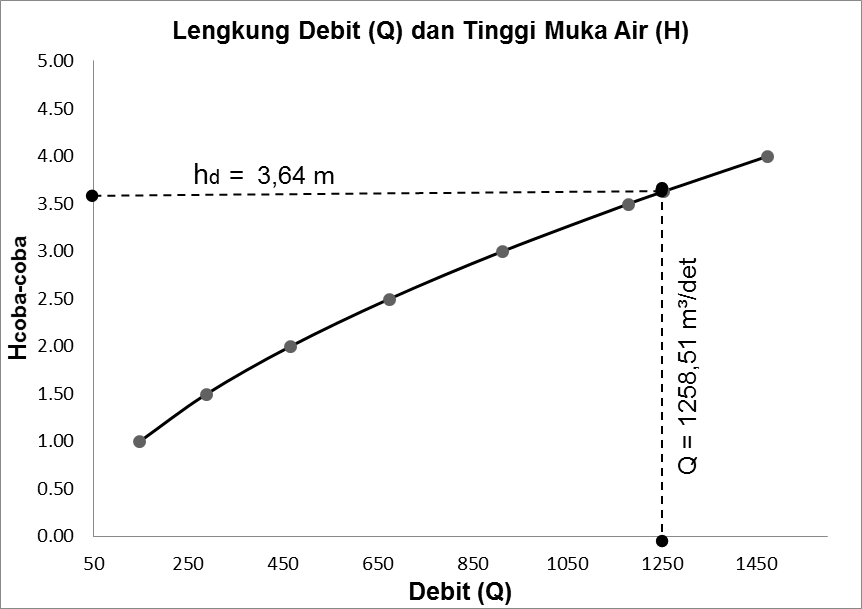 Lengkung Debit (Q) dan Tinggi Muka Air (H)
5.00
4.50
4.00
3.50
3.00
2.50
2.00
1.50
1.00
0.50
0.00
Hcoba-coba
hd = 3,64 m
Q = 1258,51 m³/det
50 250 450 650 850 1050 1250 1450
Debit (Q)